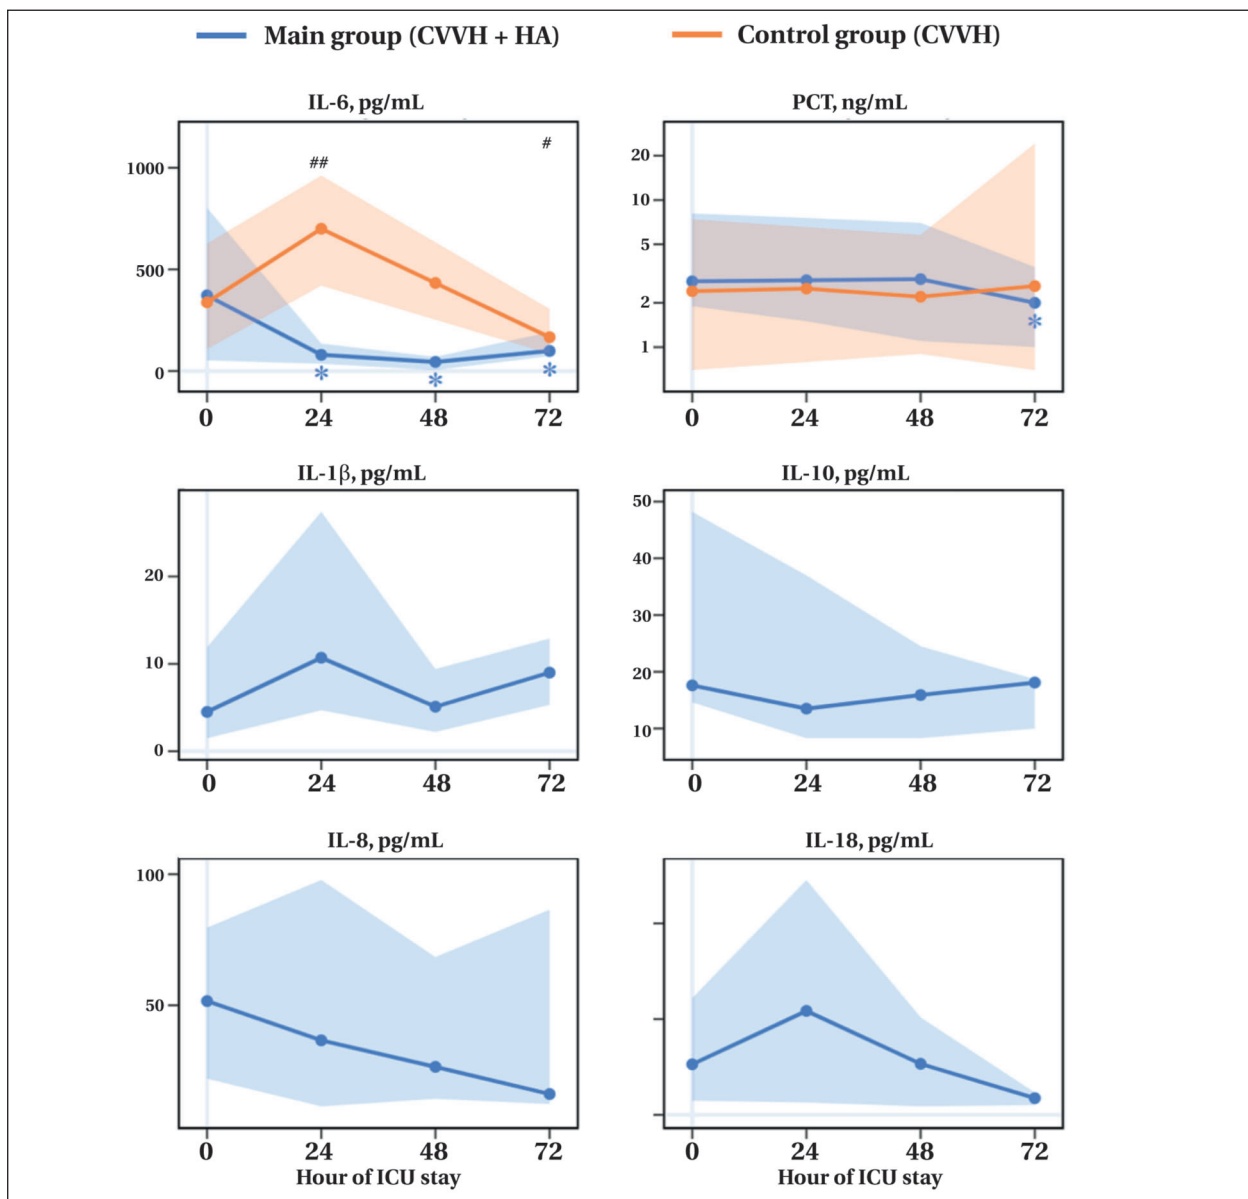 Main group (CVVH + HA) Control group (CVVH)
IL-6, pg/mL
1000
500
0
##
#
*
*
*
0 24 48 72
PCT, ng/mL
20
10
5
2
1
*
0 24 48 72
IL-1β, pg/mL
20
10
0
0 24 48 72
IL-10, pg/mL
50
40
30
20
10
0 24 48 72
IL-8, pg/mL
100
50
0 24 48 72
Hour of ICU stay
IL-18, pg/mL
0 24 48 72
Hour of ICU stay